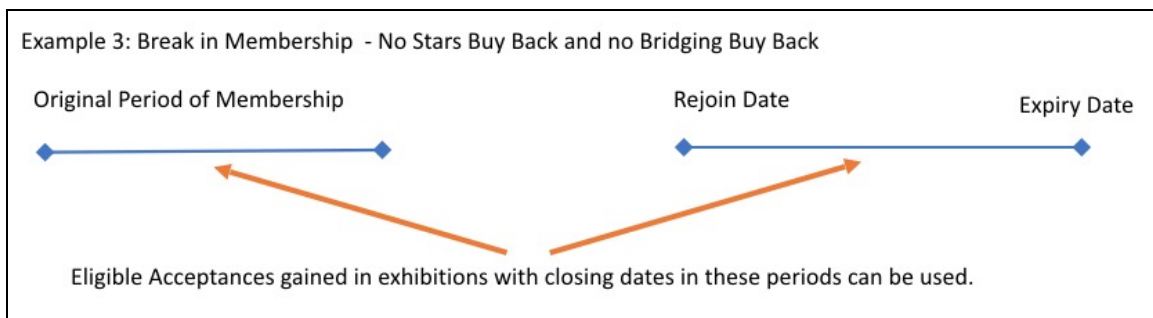 Example 3: Break in Membership  - No Stars Buy Back and no Bridging Buy Back
Original Period of Membership
Rejoin Date
Expiry Date
Eligible Acceptances gained in exhibitions with closing dates in these periods can be used.